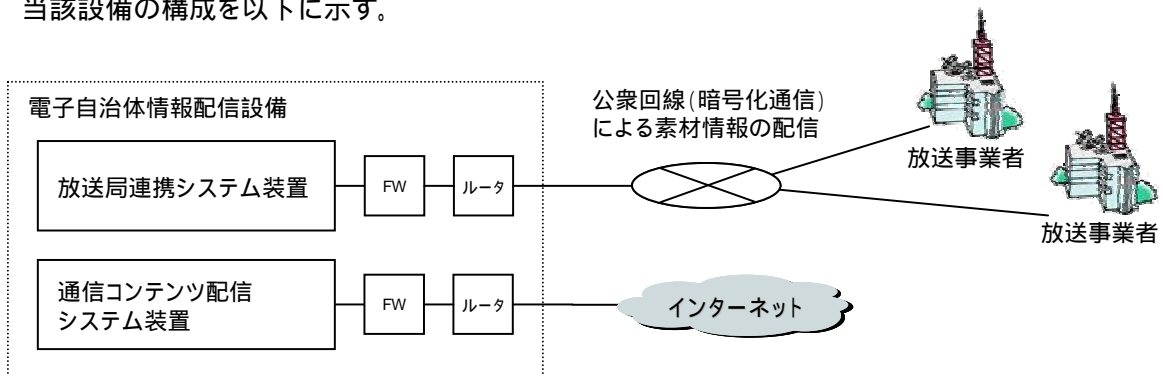 当該設備の構成を以下に示す。
電子自治体情報配信設備
放送局連携システム装置
FW
ルータ
公衆回線(暗号化通信)
による素材情報の配信
放送事業者
放送事業者
通信コンテンツ配信
システム装置
FW
ルータ
インターネット